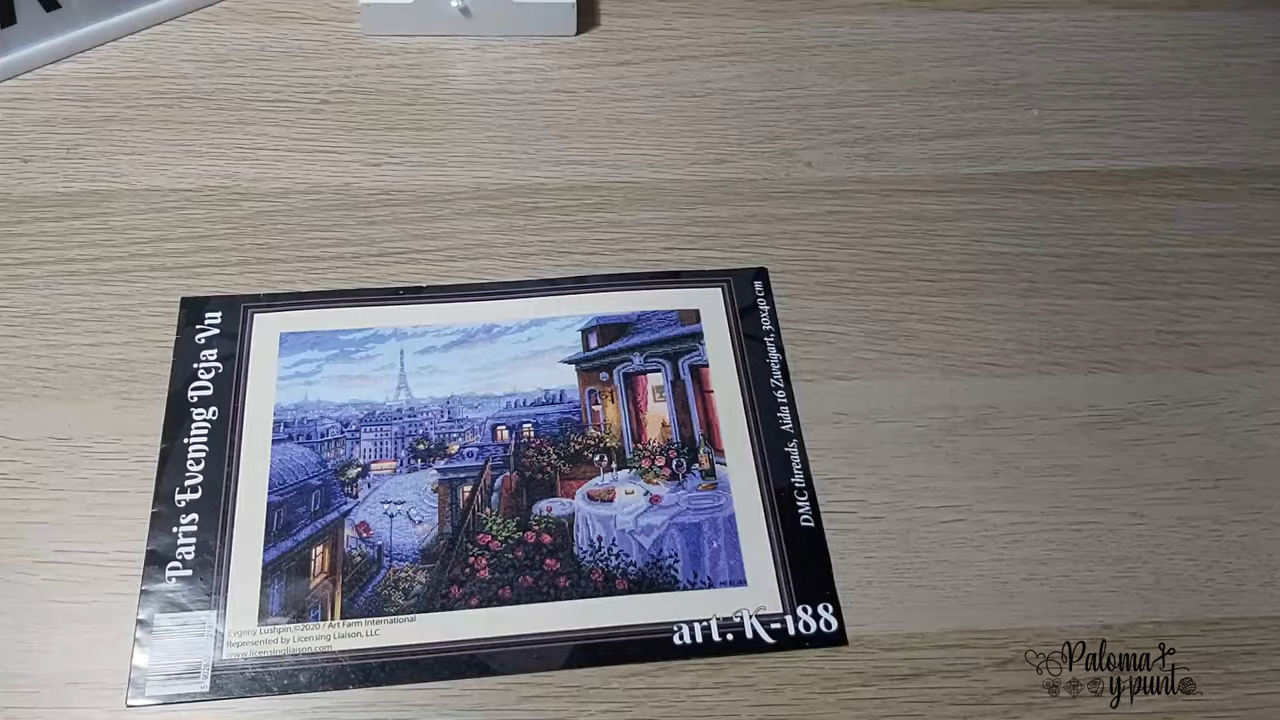 Paris Evening Deja Vu
DMC threads, Aida 16 Zweigart, 30x40 cm
Evgeny Lushpin,©2020 / Art Farm International
Represented by Licensing Liaison, LLC
www.licensingliaison.com
art. K-188
Paloma
y punto